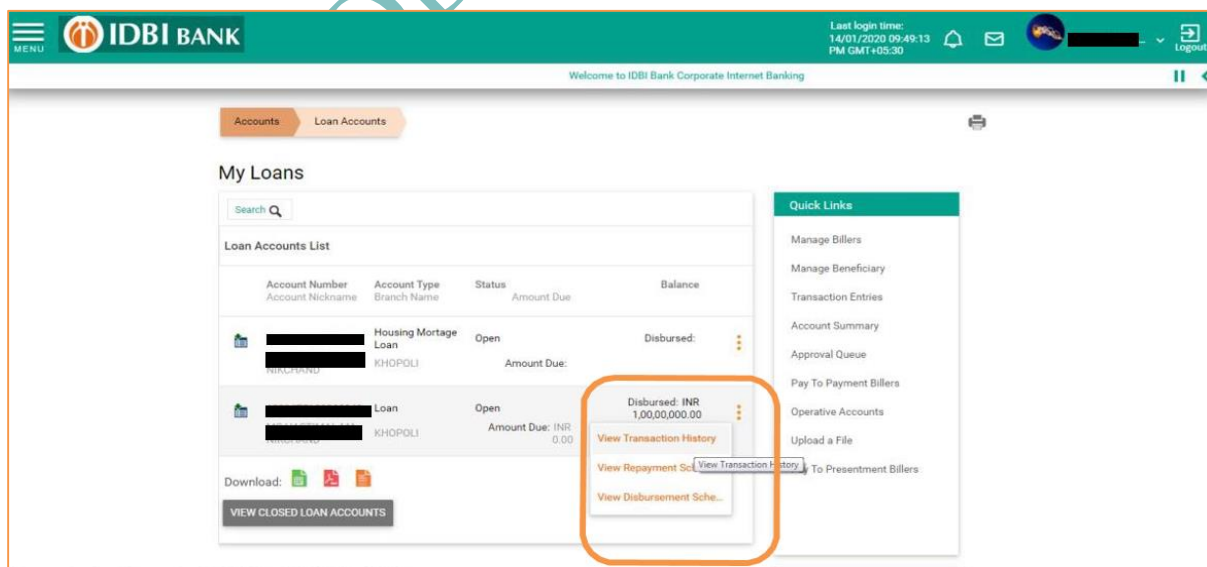 MENU
IDBI BANK
Last login time:
14/01/2020 09:49:13
PM GMT+05:30
Logout
Welcome to IDBI Bank Corporate Internet Banking
Accounts
Loan Accounts
My Loans
Search
Loan Accounts List
Account Number Account Type Status Balance
Account Nickname Branch Name Amount Due
Housing Mortage
Loan
Open
Disbursed:
KHOPOLI
Amount Due:
Loan
Open
Disbursed: INR
1,00,00,000.00
KHOPOLI
Amount Due: INR
0.00
View Transaction History
View Repayment
View Transaction History
View Disbursement Sche...
Download:
VIEW CLOSED LOAN ACCOUNTS
Quick Links
Manage Billers
Manage Beneficiary
Transaction Entries
Account Summary
Approval Queue
Pay To Payment Billers
Operative Accounts
Upload a File
To Presentment Billers